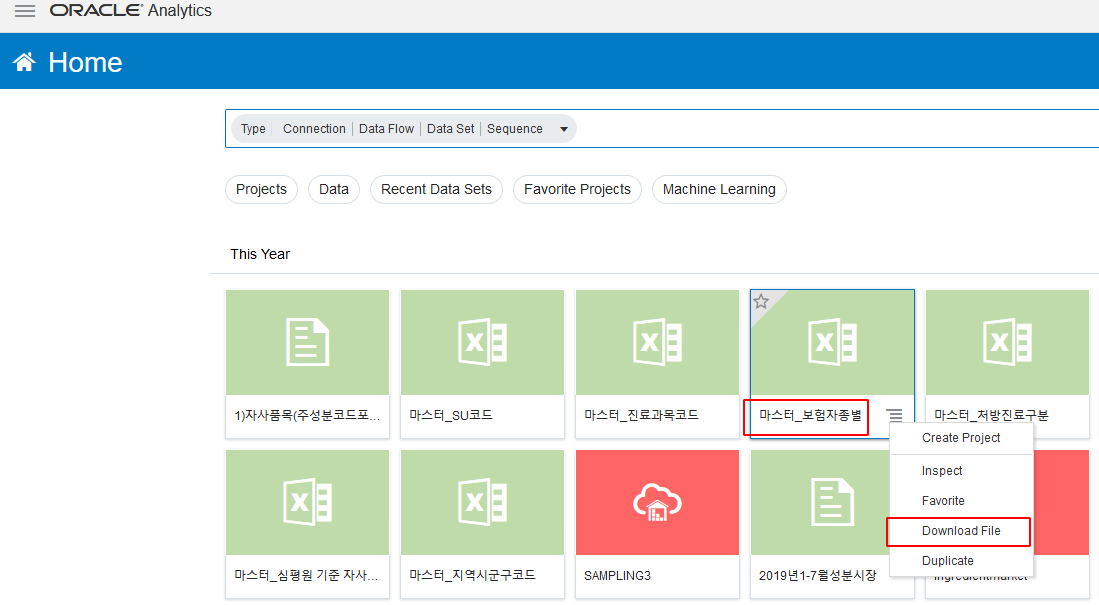 ORACLE® Analytics
Home
Type Connection Data Flow Data Set Sequence
Projects Data Recent Data Sets Favorite Projects Machine Learning
This Year
1)자사품목(주성분코드포...
마스터_SU코드
마스터_진료과목코드
마스터_보험자종별
마스터_처방진료구분
Create Project
Inspect
Favorite
Download File
Duplicate
마스터_심평원 기준 자사...
마스터_지역시군구코드
SAMPLING3
2019년1-7월성분시장
ingredientmarket